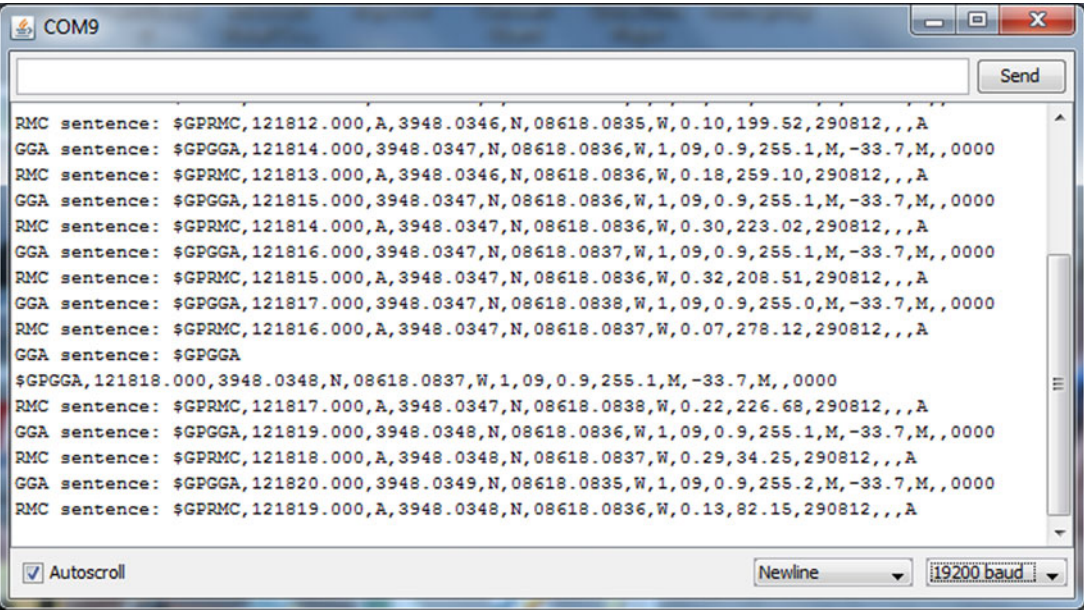 COM9
Send
RMC sentence: $GPRMC,121812.000,A,3948.0346,N,08618.0835,W,0.10,199.52,290812,,,A
GGA sentence: $GPGGA,121814.000,3948.0347,N,08618.0836,W,1,09,0.9,255.1,M,-33.7,M,,0000
RMC sentence: $GPRMC,121813.000,A,3948.0346,N,08618.0836,W,0.18,259.10,290812,,,A
GGA sentence: $GPGGA,121815.000,3948.0347,N,08618.0836,W,1,09,0.9,255.1,M,-33.7,M,,0000
RMC sentence: $GPRMC,121814.000,A,3948.0347,N,08618.0836,W,0.30,223.02,290812,,,A
GGA sentence: $GPGGA,121816.000,3948.0347,N,08618.0837,W,1,09,0.9,255.1,M,-33.7,M,,0000
RMC sentence: $GPRMC,121815.000,A,3948.0347,N,08618.0836,W,0.32,208.51,290812,,,A
GGA sentence: $GPGGA,121817.000,3948.0347,N,08618.0838,W,1,09,0.9,255.0,M,-33.7,M,,0000
RMC sentence: $GPRMC,121816.000,A,3948.0347,N,08618.0837,W,0.07,278.12,290812,,,A
GGA sentence: $GPGGA
$GPGGA,121818.000,3948.0348,N,08618.0837,W,1,09,0.9,255.1,M,-33.7,M,,0000
RMC sentence: $GPRMC,121817.000,A,3948.0347,N,08618.0838,W,0.22,226.68,290812,,,A
GGA sentence: $GPGGA,121819.000,3948.0348,N,08618.0836,W,1,09,0.9,255.1,M,-33.7,M,,0000
RMC sentence: $GPRMC,121818.000,A,3948.0348,N,08618.0837,W,0.29,34.25,290812,,,A
GGA sentence: $GPGGA,121820.000,3948.0349,N,08618.0835,W,1,09,0.9,255.2,M,-33.7,M,,0000
RMC sentence: $GPRMC,121819.000,A,3948.0348,N,08618.0836,W,0.13,82.15,290812,,,A
Autoscroll
Newline
19200 baud